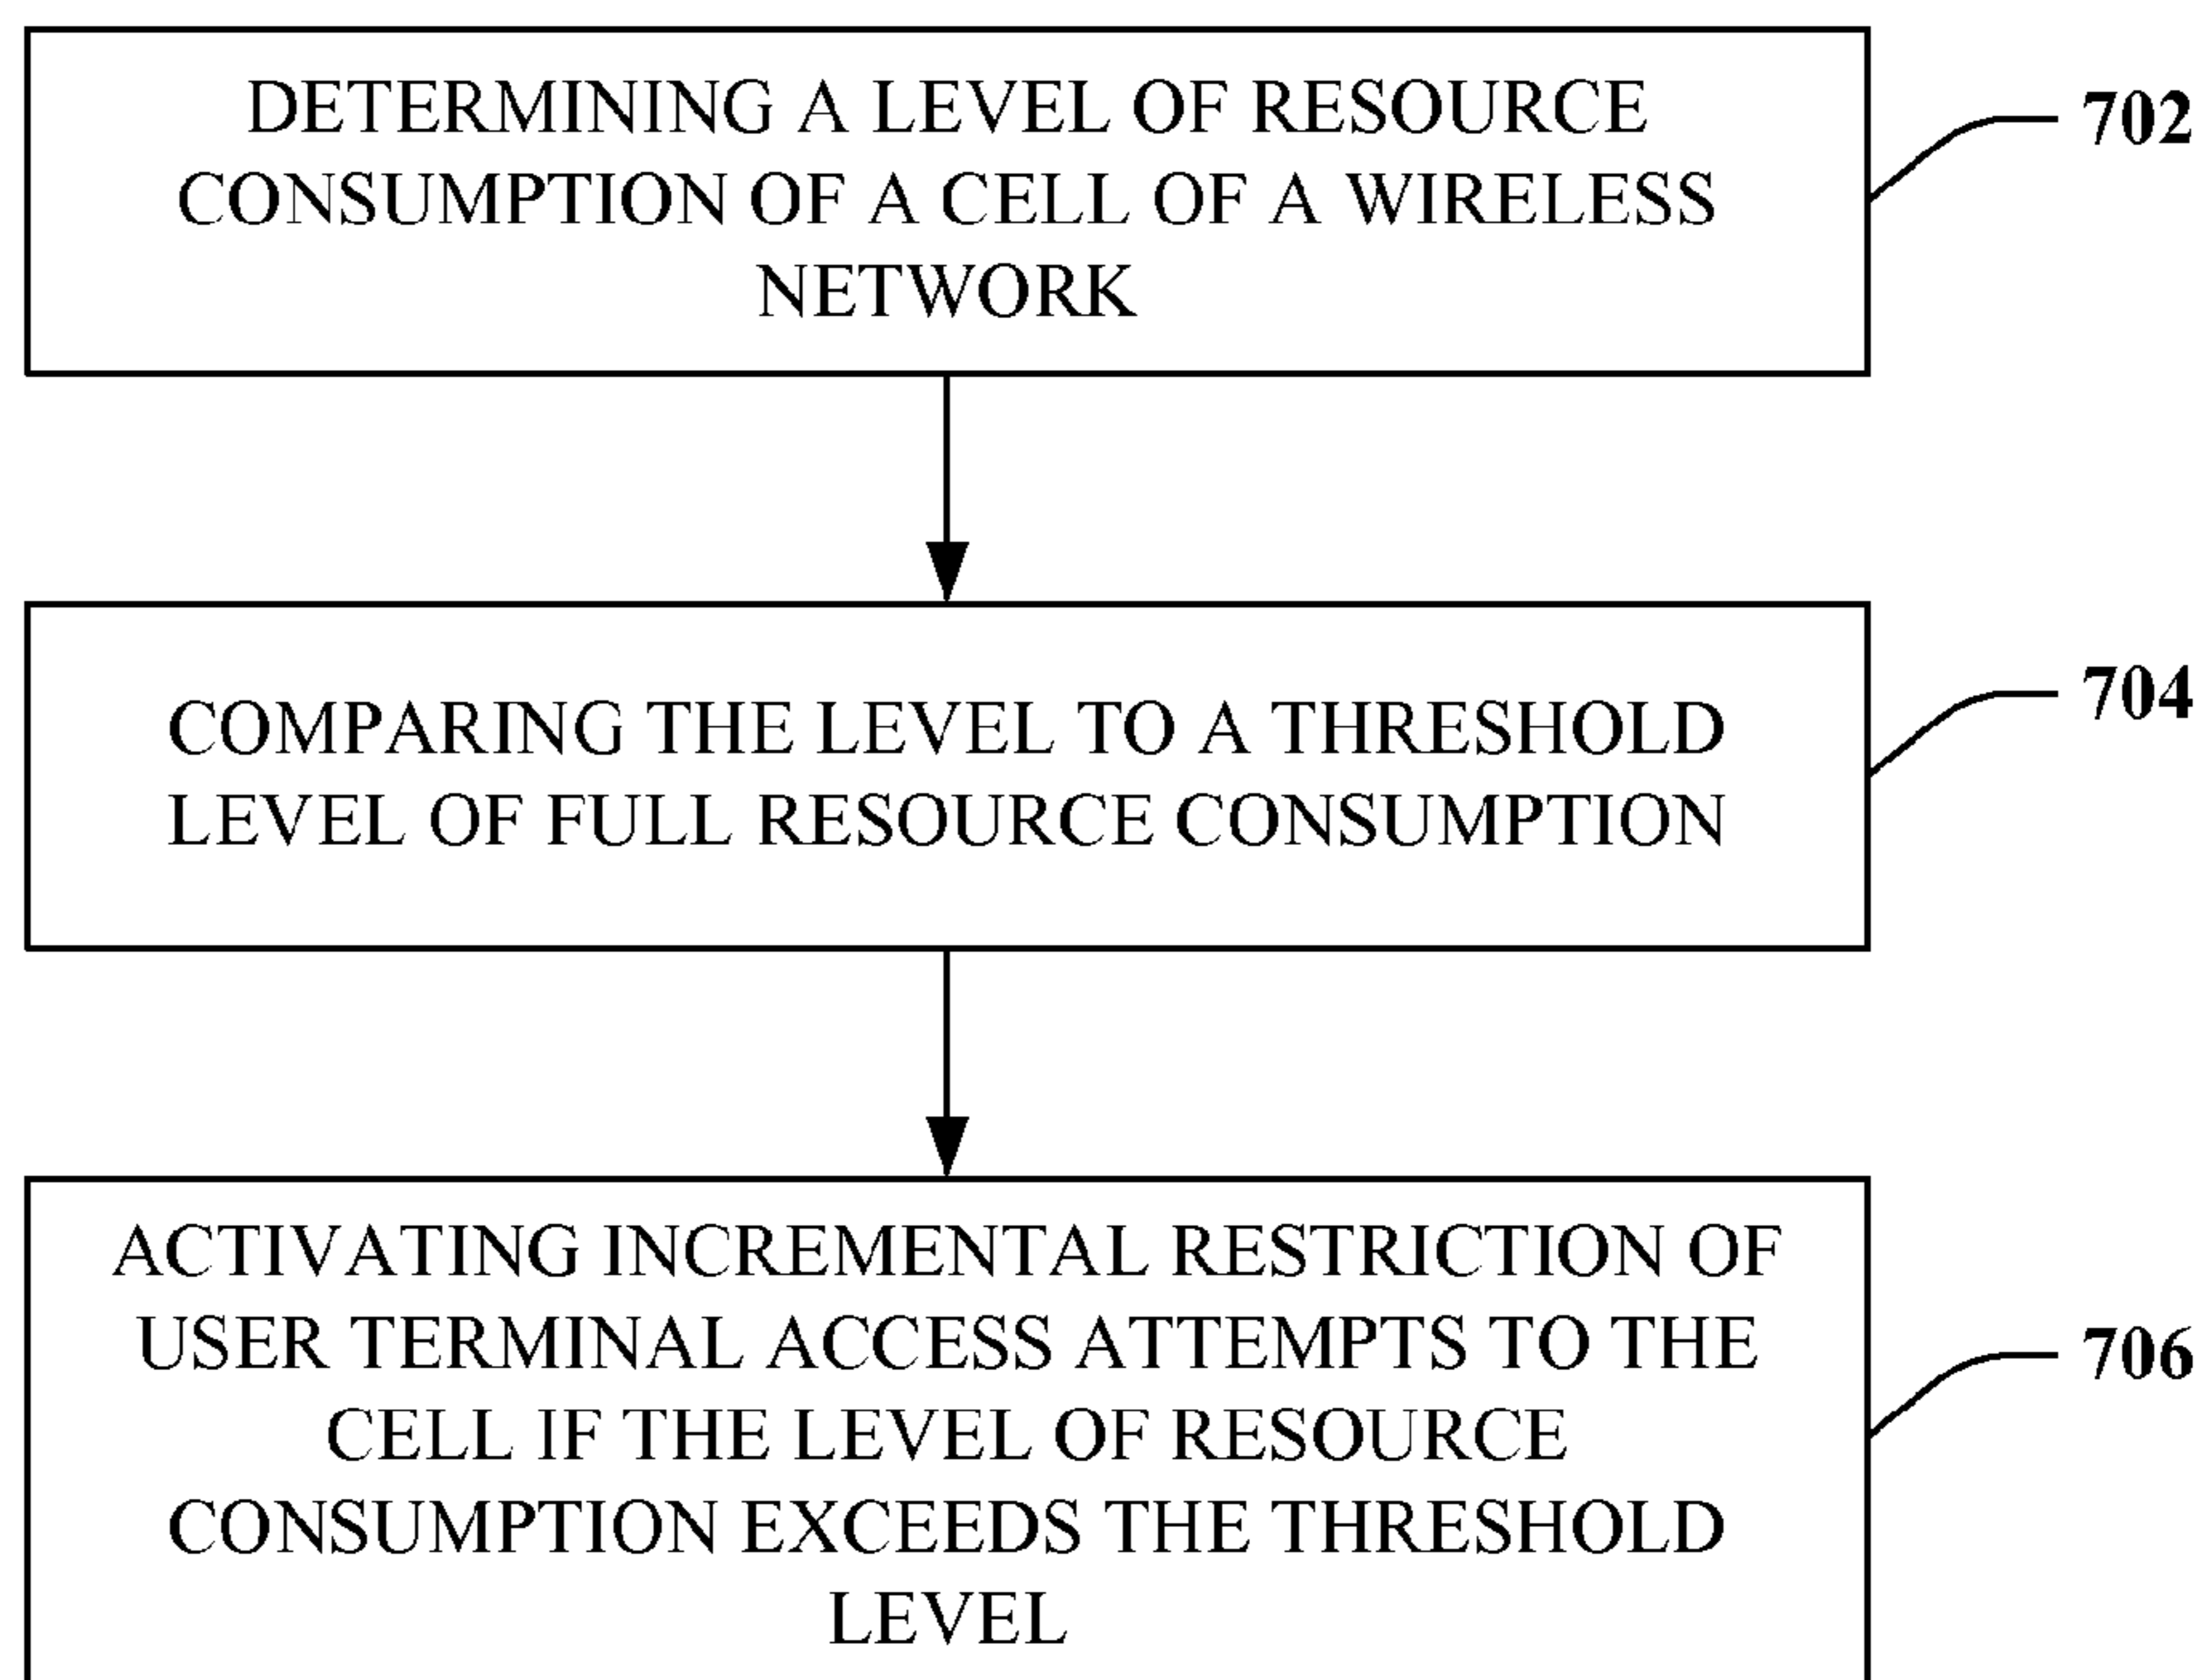 DETERMINING A LEVEL OF RESOURCE
CONSUMPTION OF A CELL OF A WIRELESS
NETWORK
702
COMPARING THE LEVEL TO A THRESHOLD
LEVEL OF FULL RESOURCE CONSUMPTION
704
ACTIVATING INCREMENTAL RESTRICTION OF
USER TERMINAL ACCESS ATTEMPTS TO THE
CELL IF THE LEVEL OF RESOURCE
CONSUMPTION EXCEEDS THE THRESHOLD
LEVEL
706